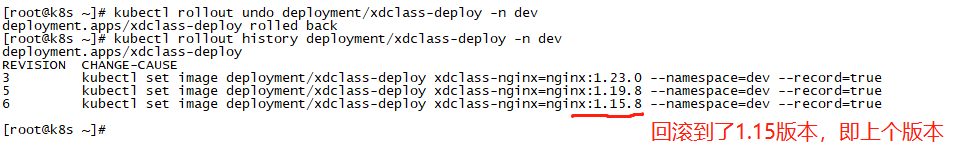 [root@k8s ~]# kubectl rollout undo deployment/xdclass-deploy -n dev
deployment.apps/xdclass-deploy rolled back
[root@k8s ~]# kubectl rollout history deployment/xdclass-deploy -n dev
deployment.apps/xdclass-deploy
REVISION  CHANGE-CAUSE
3         kubectl set image deployment/xdclass-deploy xdclass-nginx=nginx:1.23.0 --namespace=dev --record=true
5         kubectl set image deployment/xdclass-deploy xdclass-nginx=nginx:1.19.8 --namespace=dev --record=true
6         kubectl set image deployment/xdclass-deploy xdclass-nginx=nginx:1.15.8 --namespace=dev --record=true
[root@k8s ~]#
回滚到了1.15版本，即上个版本